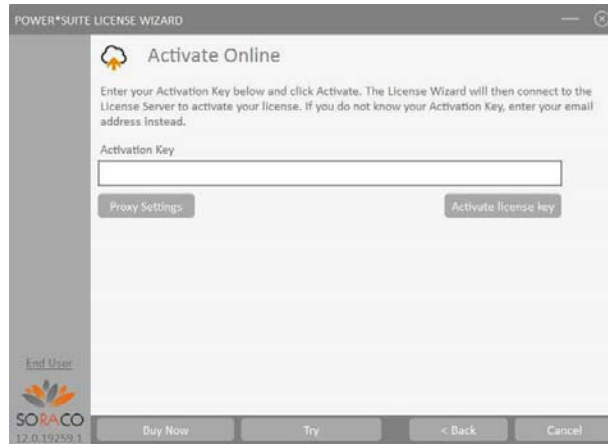 POWER*SUITE LICENSE WIZARD
Activate Online
Enter your Activation Key below and click Activate. The License Wizard will then connect to the
License Server to activate your license. If you do not know your Activation Key, enter your email
address instead.
Activation Key
Proxy Settings
Activate license key
End User
SORACO
12.0.19259.1
Buy Now
Try
< Back
Cancel